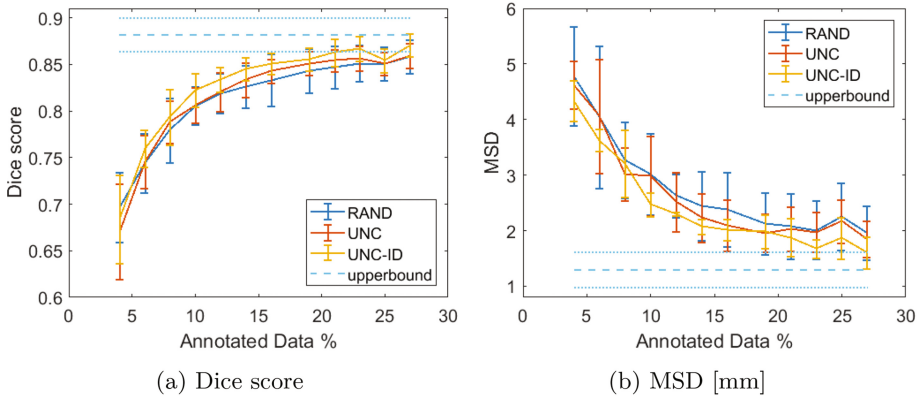 0.9
0.85
0.8
0.75
0.7
0.65
0.6
Dice score
0 5 10 15 20 25 30
Annotated Data %
RAND
UNC
UNC-ID
upperbound
(a) Dice score
6
5
4
3
2
1
MSD
0 5 10 15 20 25 30
Annotated Data %
RAND
UNC
UNC-ID
upperbound
(b) MSD [mm]